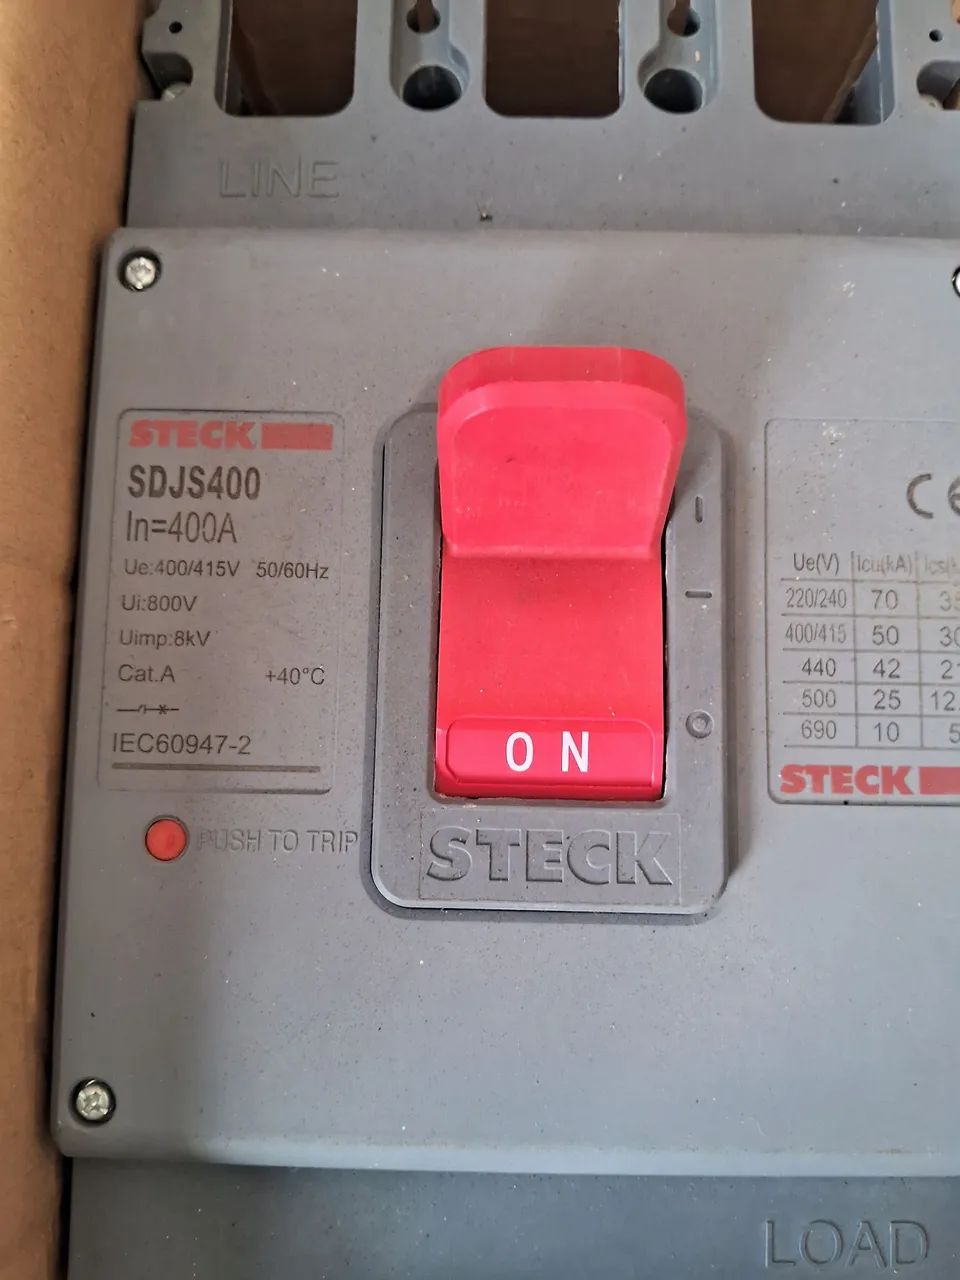 LINE
STECK
SDJS400
In=400A
Ue:400/415V 50/60Hz
Ui:800V
Uimp:8kV
Cat.A +40°C
IEC60947-2
PUSH TO TRIP
ON
STECK
CE
Ue(V) Icu(kA)
220/240 70
400/415 50
440 42
500 25
690 10
STECK
LOAD